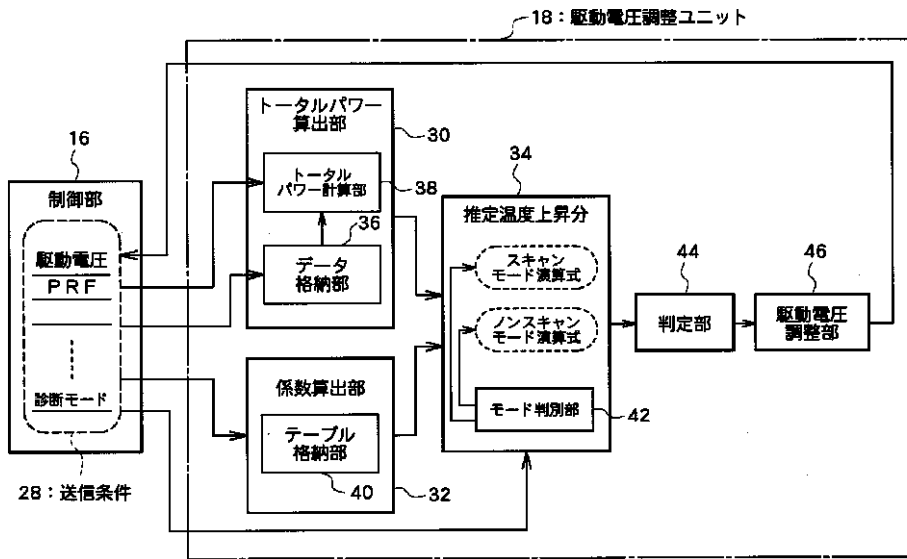 18：駆動電圧調整ユニット
16
制御部
駆動電圧
PRF
診断モード
28：送信条件
トータルパワー
算出部
30
トータル
パワー計算部
38
36
データ
格納部
係数算出部
テーブル
格納部
40
32
34
推定温度上昇分
スキャン
モード演算式
ノンスキャン
モード演算式
モード判別部
42
44
判定部
46
駆動電圧
調整部